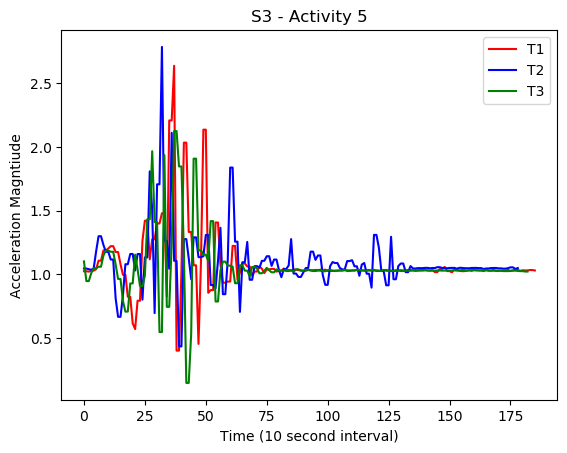 S3 - Activity 5
T1
T2
T3
2.5
2.0
1.5
1.0
0.5
Acceleration Magntiude
0 25 50 75 100 125 150 175
Time (10 second interval)